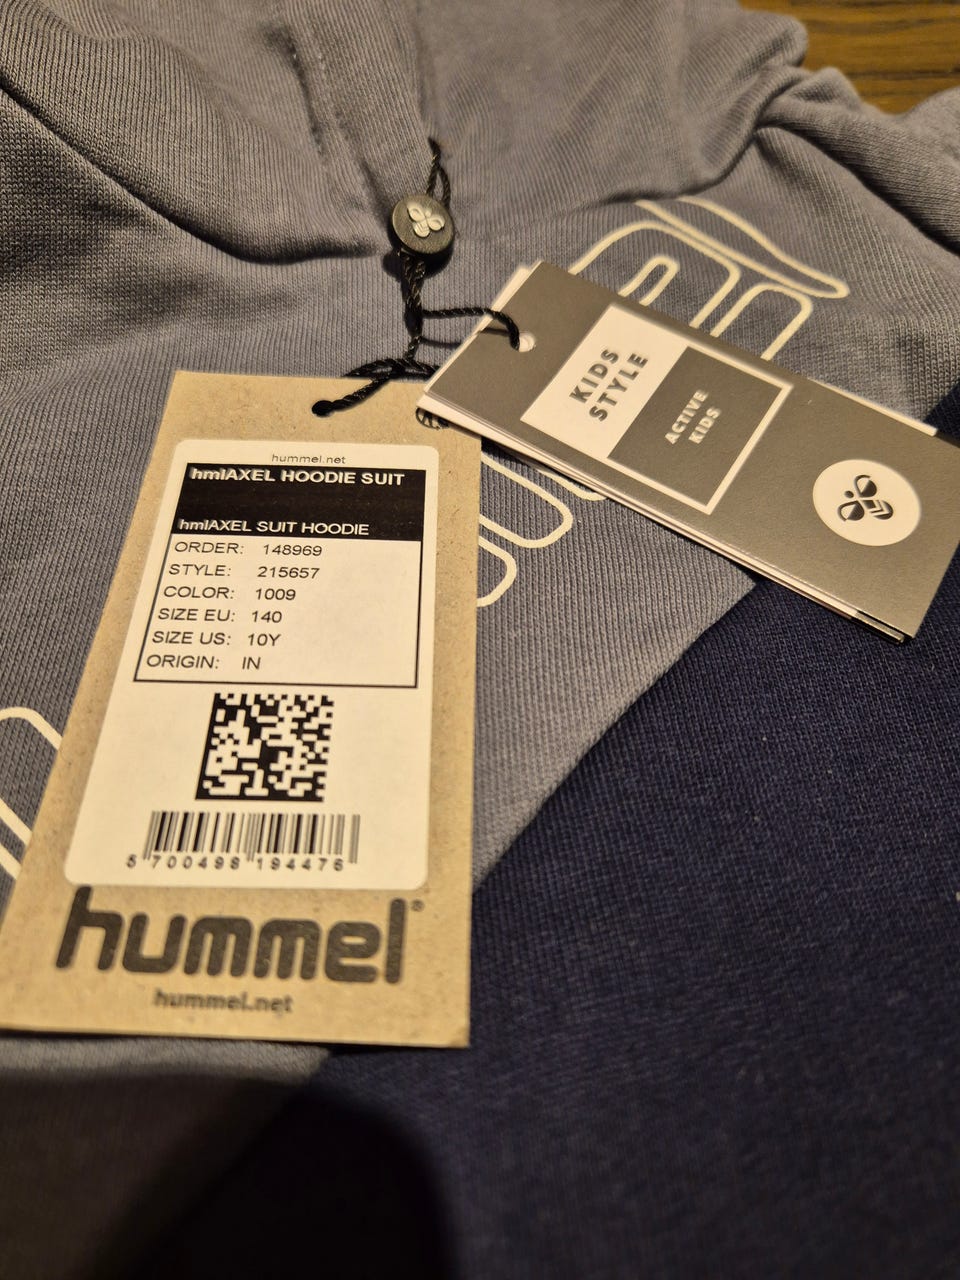 hummel.net
hmlAXEL HOODIE SUIT
hmlAXEL SUIT HOODIE
ORDER: 148969
STYLE: 215657
COLOR: 1009
SIZE EU: 140
SIZE US: 10Y
ORIGIN: IN
5 700498 194476
hummel®
hummel.net
KIDS
STYLE
ACTIVE
KIDS